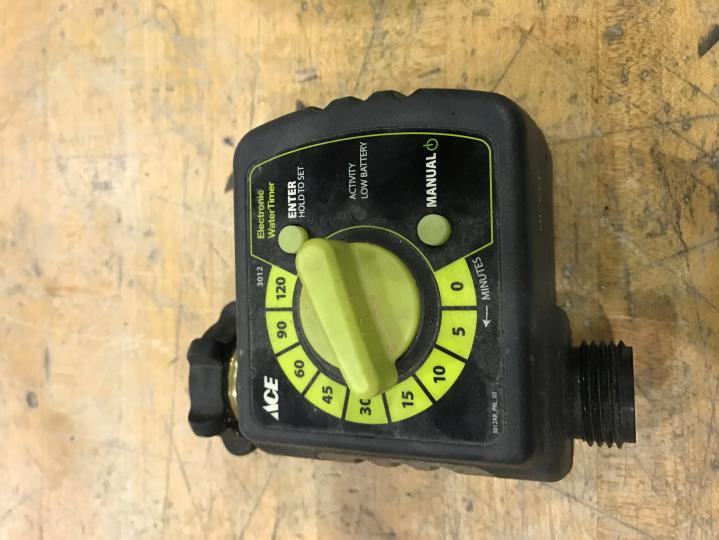 ACE
Electronic
WaterTimer
3012
ENTER
HOLD TO SET
ACTIVITY
LOW BATTERY
MANUAL
120
90
60
45
30
15
10
5
0
MINUTES